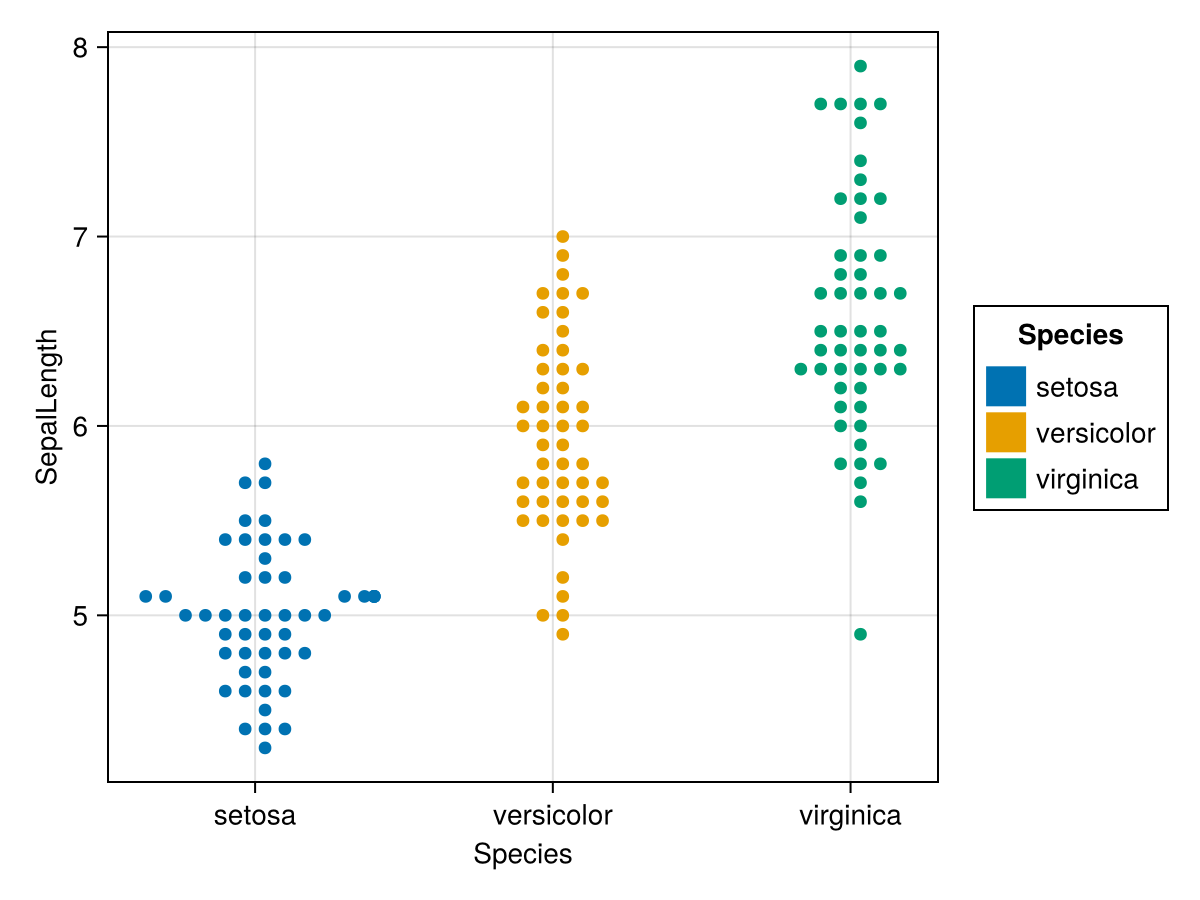 8
7
6
5
SepalLength
setosa
versicolor
virginica
Species
Species
setosa
versicolor
virginica